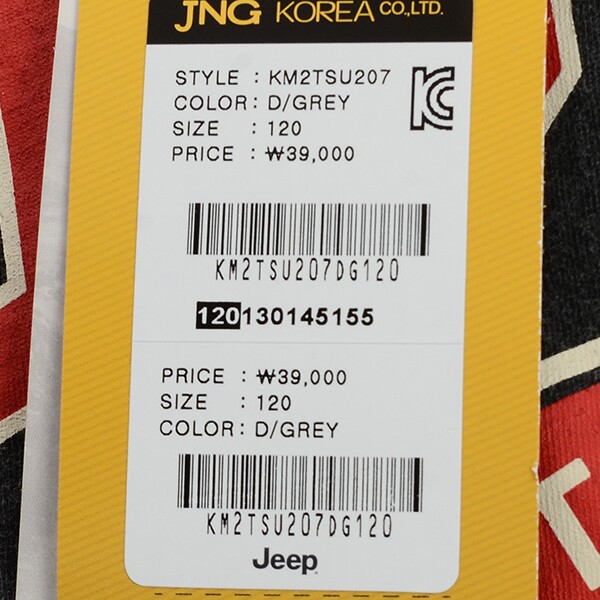 JNG KOREA CO.,LTD.
STYLE : KM2TSU207
COLOR : D/GREY
SIZE : 120
PRICE : ₩39,000
KM2TSU207DG120
120130145155
PRICE : ₩39,000
SIZE : 120
COLOR : D/GREY
KM2TSU207DG120
Jeep